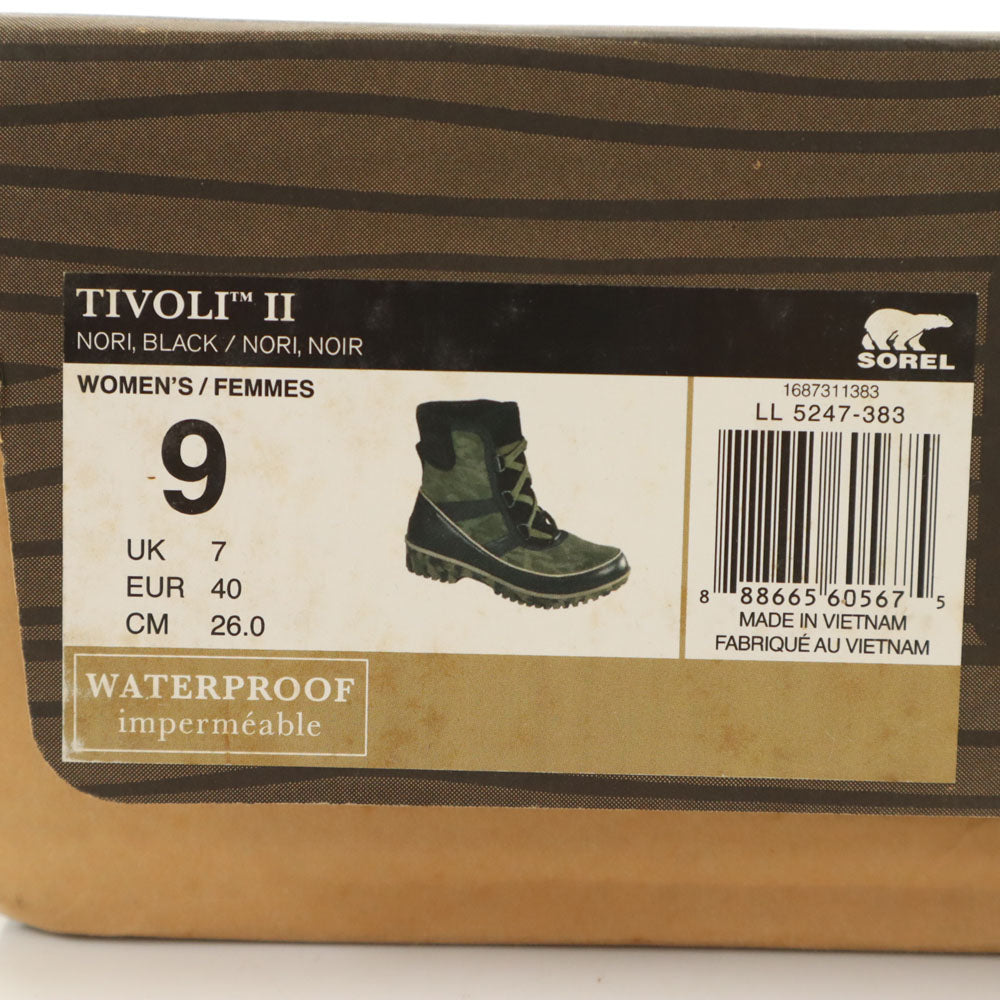 TIVOLI™ II
NORI, BLACK / NORI, NOIR
SOREL
WOMEN'S / FEMMES
9
UK 7
EUR 40
CM 26.0
1687311383
LL 5247-383
8 88665 60567 5
MADE IN VIETNAM
FABRIQUÉ AU VIETNAM
WATERPROOF
imperméable